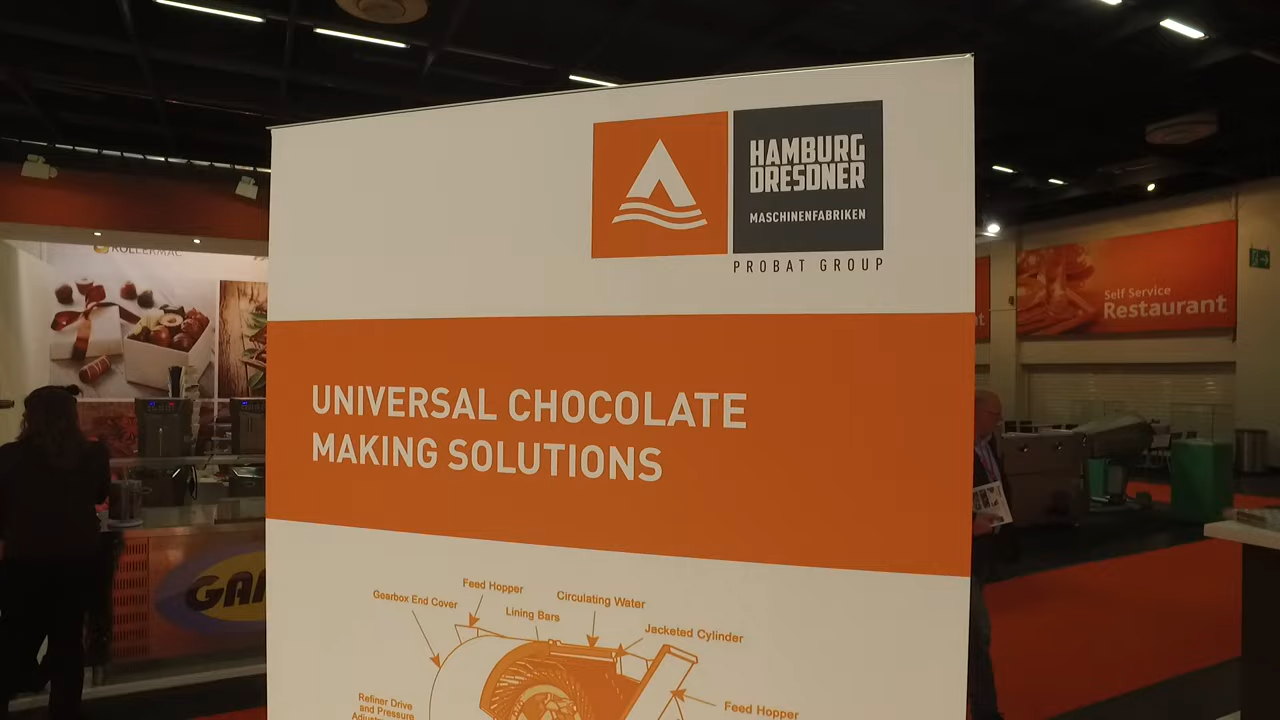 HAMBURG
DRESDNER
MASCHINENFABRIKEN
PROBAT GROUP
Self Service
Restaurant
UNIVERSAL CHOCOLATE
MAKING SOLUTIONS
Feed Hopper
Gearbox End Cover
Circulating Water
Lining Bars
Jacketed Cylinder
Refiner Drive
and Pressure
Feed Hopper